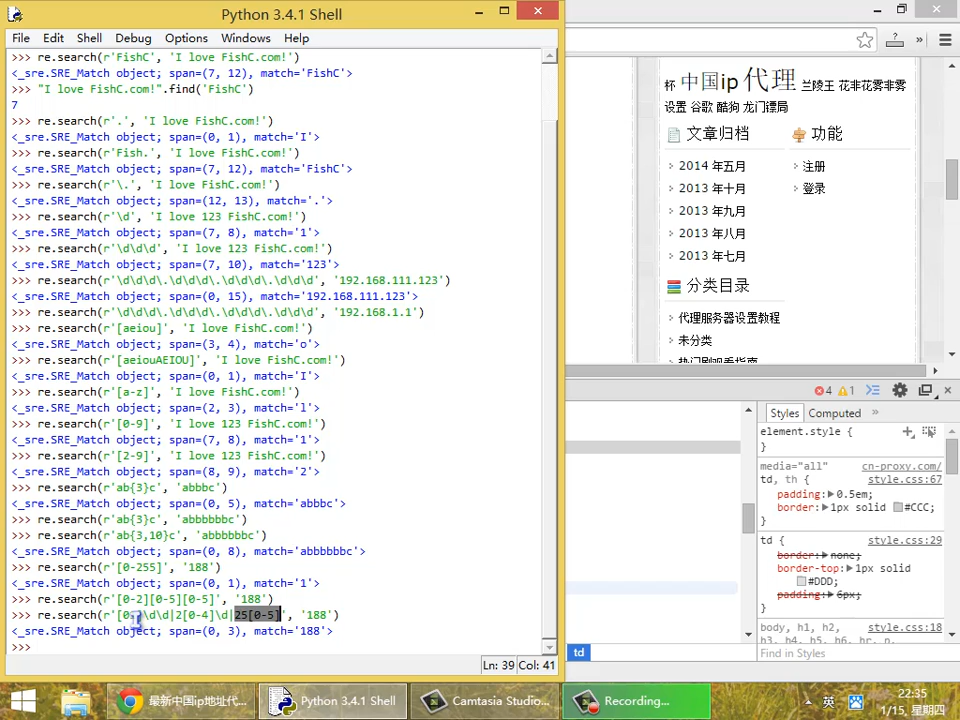 Python 3.4.1 Shell
File Edit Shell Debug Options Windows Help
>>> re.search(r'FishC', 'I love FishC.com!')
<_sre.SRE_Match object; span=(7, 12), match='FishC'>
>>> "I love FishC.com!".find('FishC')
7
>>> re.search(r'.', 'I love FishC.com!')
<_sre.SRE_Match object; span=(0, 1), match='I'>
>>> re.search(r'Fish.', 'I love FishC.com!')
<_sre.SRE_Match object; span=(7, 12), match='FishC'>
>>> re.search(r'\.', 'I love FishC.com!')
<_sre.SRE_Match object; span=(12, 13), match='.'>
>>> re.search(r'\d', 'I love 123 FishC.com!')
<_sre.SRE_Match object; span=(7, 8), match='1'>
>>> re.search(r'\d\d\d', 'I love 123 FishC.com!')
<_sre.SRE_Match object; span=(7, 10), match='123'>
>>> re.search(r'\d\d\d\.\d\d\d\.\d\d\d\.\d\d\d', '192.168.111.123')
<_sre.SRE_Match object; span=(0, 15), match='192.168.111.123'>
>>> re.search(r'\d\d\d\.\d\d\d\.\d\d\d\.\d\d\d', '192.168.1.1')
>>> re.search(r'[aeiou]', 'I love FishC.com!')
<_sre.SRE_Match object; span=(3, 4), match='o'>
>>> re.search(r'[aeiouAEIOU]', 'I love FishC.com!')
<_sre.SRE_Match object; span=(0, 1), match='I'>
>>> re.search(r'[a-z]', 'I love FishC.com!')
<_sre.SRE_Match object; span=(2, 3), match='l'>
>>> re.search(r'[0-9]', 'I love 123 FishC.com!')
<_sre.SRE_Match object; span=(7, 8), match='1'>
>>> re.search(r'[2-9]', 'I love 123 FishC.com!')
<_sre.SRE_Match object; span=(8, 9), match='2'>
>>> re.search(r'ab{3}c', 'abbbc')
<_sre.SRE_Match object; span=(0, 5), match='abbbc'>
>>> re.search(r'ab{3}c', 'abbbbbbc')
>>> re.search(r'ab{3,10}c', 'abbbbbbc')
<_sre.SRE_Match object; span=(0, 8), match='abbbbbbc'>
>>> re.search(r'[0-255]', '188')
<_sre.SRE_Match object; span=(0, 1), match='1'>
>>> re.search(r'[0-2][0-5][0-5]', '188')
>>> re.search(r'[0-1]\d\d|2[0-4]\d|25[0-5]', '188')
<_sre.SRE_Match object; span=(0, 3), match='188'>
>>>
Ln: 39 Col: 41
杯 中国ip 代理 兰陵王 花非花雾非雾
设置 谷歌 酷狗 龙门镖局
文章归档 功能
2014 年五月 注册
2013 年十月 登录
2013 年九月
2013 年八月
2013 年七月
分类目录
代理服务器设置教程
未分类
4 1
Styles Computed »
element.style {
}
media="all" cn-proxy.com/
td, th { style.css:67
padding: 0.5em;
border: 1px solid #CCC;
}
td { style.css:29
border: none;
border-top: 1px solid
#DDD;
padding: 6px;
}
body, h1, h2, style.css:18
td
Find in Styles
最新中国ip地址代... Python 3.4.1 Shell Camtasia Studio... Recording...
英
22:35
1/15, 星期四